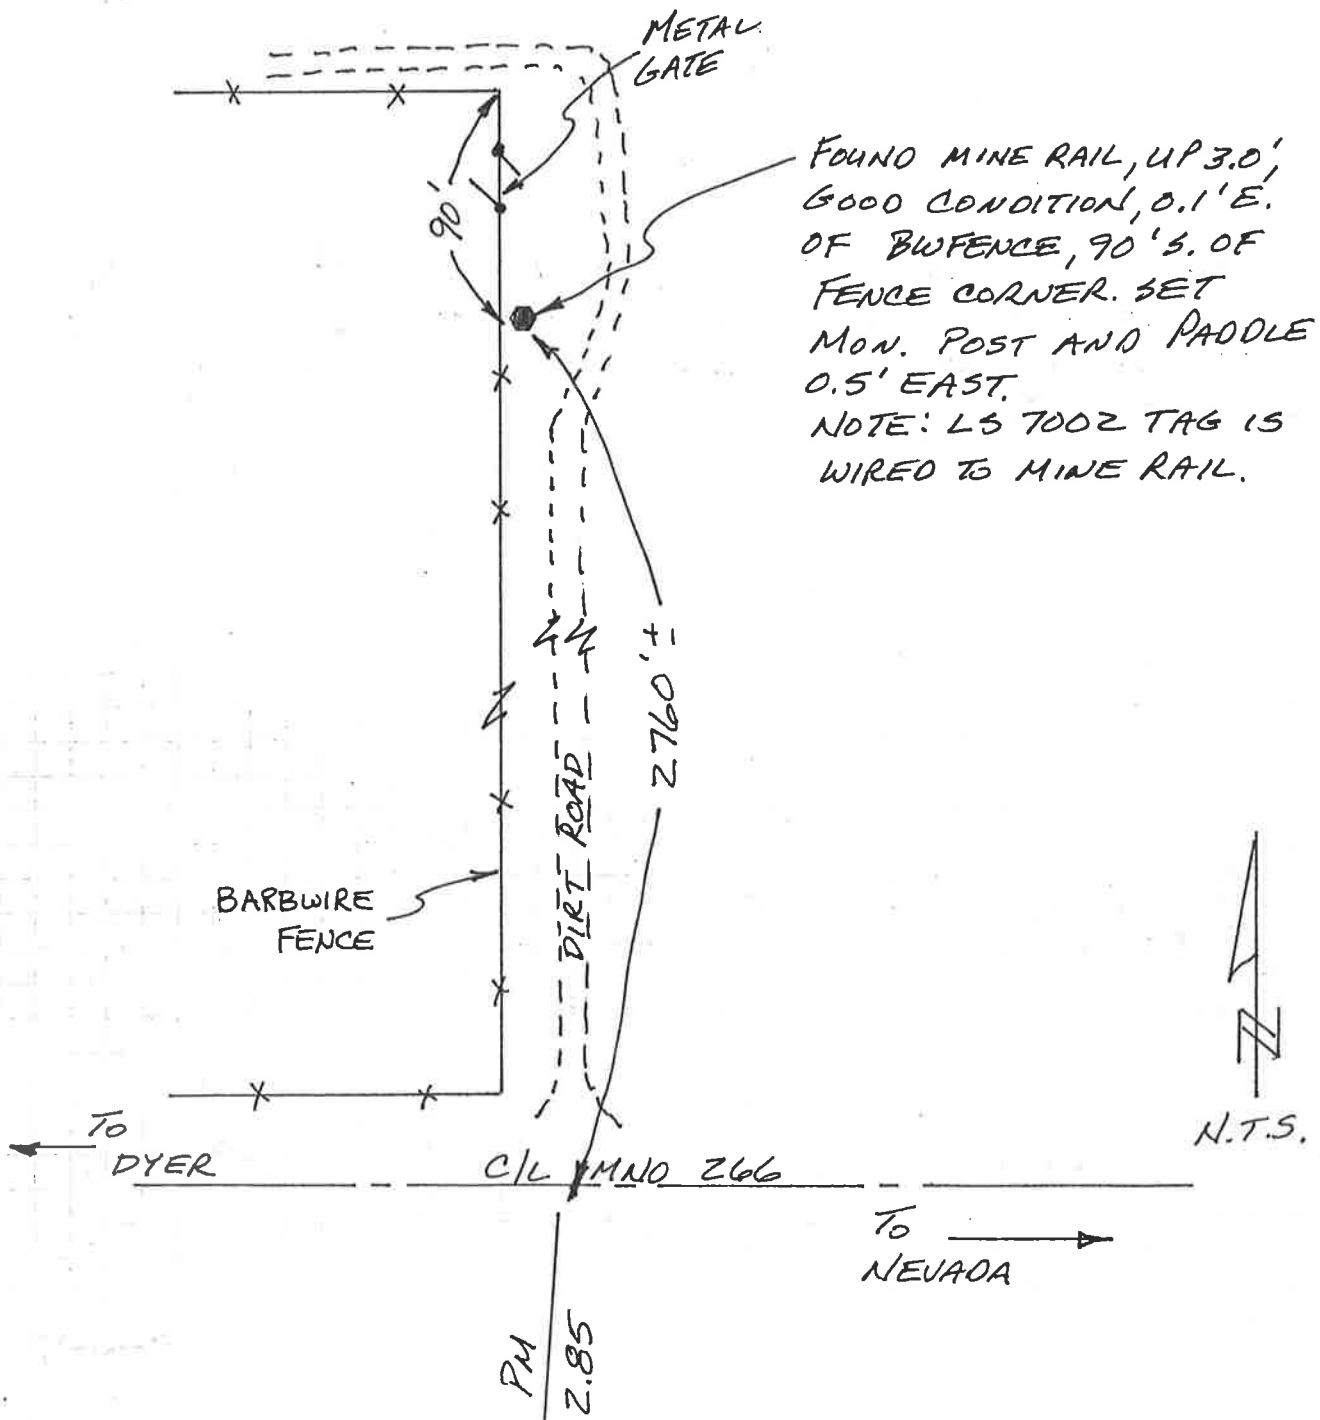 METAL
GATE
FOUND MINE RAIL, UP 3.0',
GOOD CONDITION, 0.1' E.
OF BWFENCE, 90'S. OF
FENCE CORNER. SET
MON. POST AND PADDLE
0.5' EAST.
NOTE: LS 7002 TAG IS
WIRED TO MINE RAIL.
90'
2760'±
DIRT ROAD
BARBWIRE
FENCE
N
N.T.S.
TO
DYER
C/L MNO 266
TO
NEVADA
PM
2.85